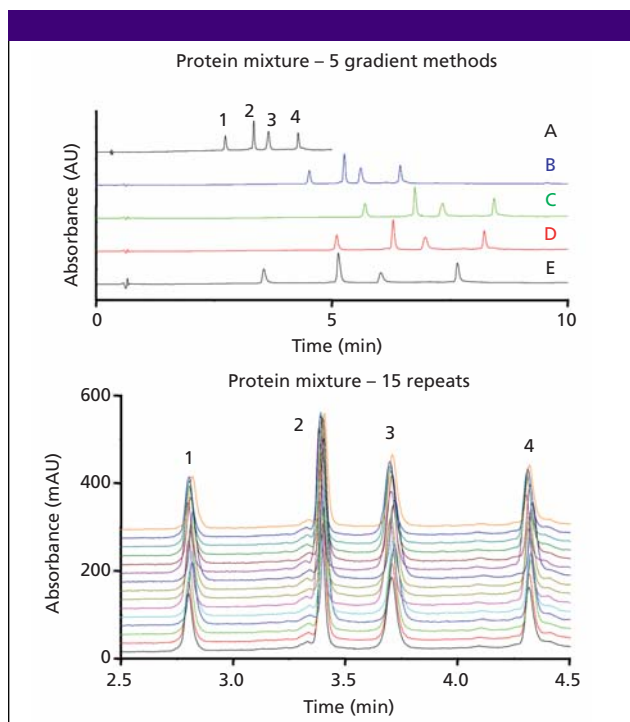 Protein mixture – 5 gradient methods
1 2 3 4
A
B
C
D
E
Absorbance (AU)
0 5 10
Time (min)
Protein mixture – 15 repeats
600
400
200
0
1 2 3 4
Absorbance (mAU)
2.5 3.0 3.5 4.0 4.5
Time (min)